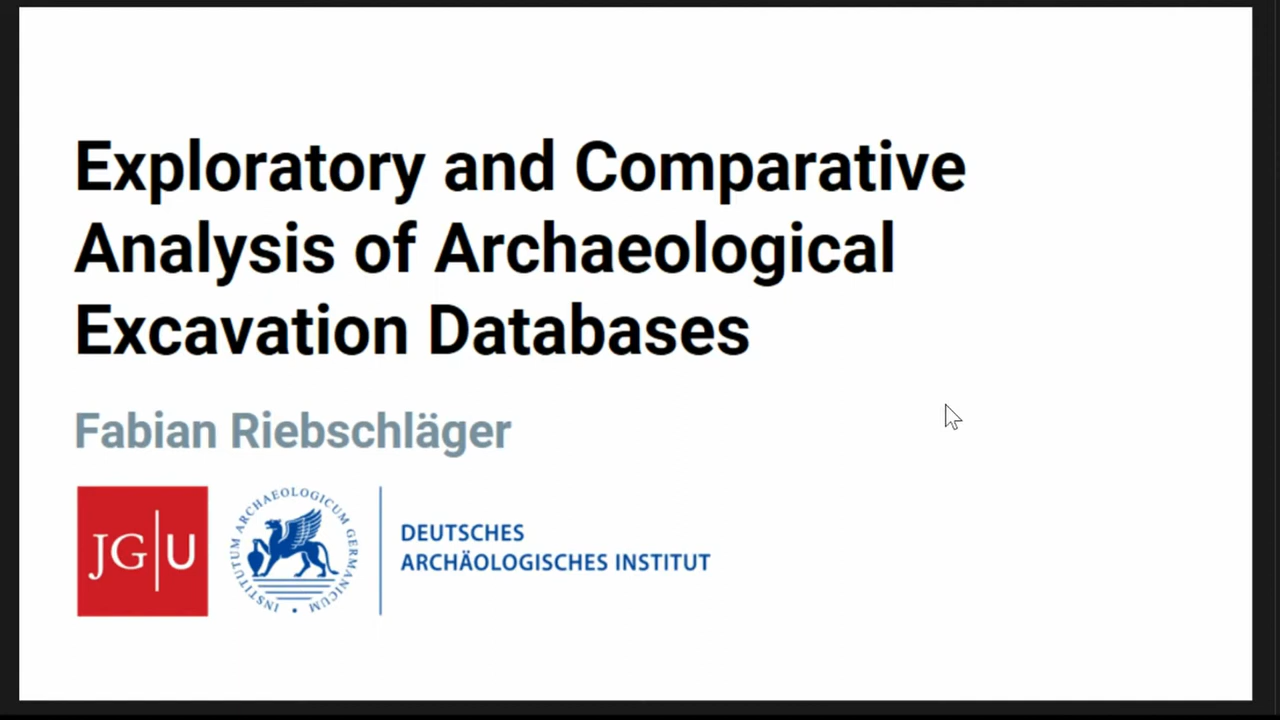 Exploratory and Comparative
Analysis of Archaeological
Excavation Databases
Fabian Riebschläger
JG|U
INSTITUTUM ARCHAEOLOGICUM GERMANICUM
DEUTSCHES
ARCHÄOLOGISCHES INSTITUT